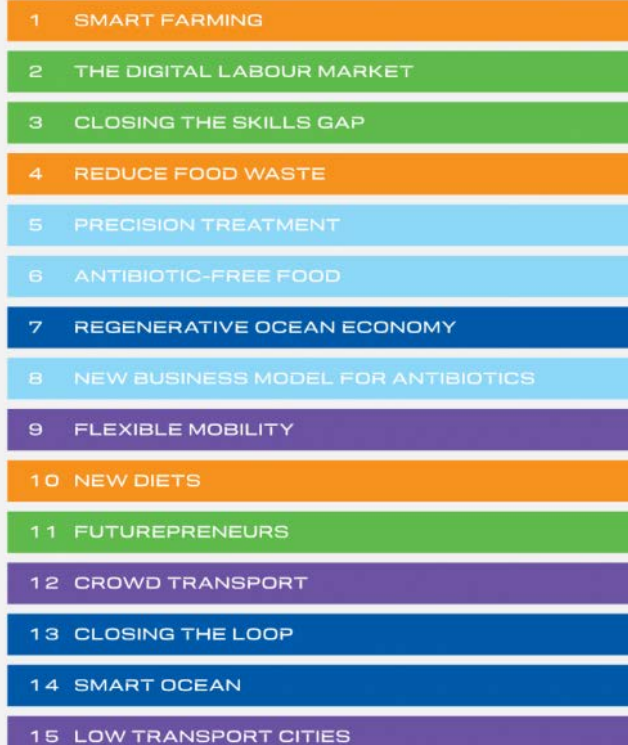 1 SMART FARMING
2 THE DIGITAL LABOUR MARKET
3 CLOSING THE SKILLS GAP
4 REDUCE FOOD WASTE
5 PRECISION TREATMENT
6 ANTIBIOTIC-FREE FOOD
7 REGENERATIVE OCEAN ECONOMY
8 NEW BUSINESS MODEL FOR ANTIBIOTICS
9 FLEXIBLE MOBILITY
10 NEW DIETS
11 FUTUREPRENEURS
12 CROWD TRANSPORT
13 CLOSING THE LOOP
14 SMART OCEAN
15 LOW TRANSPORT CITIES